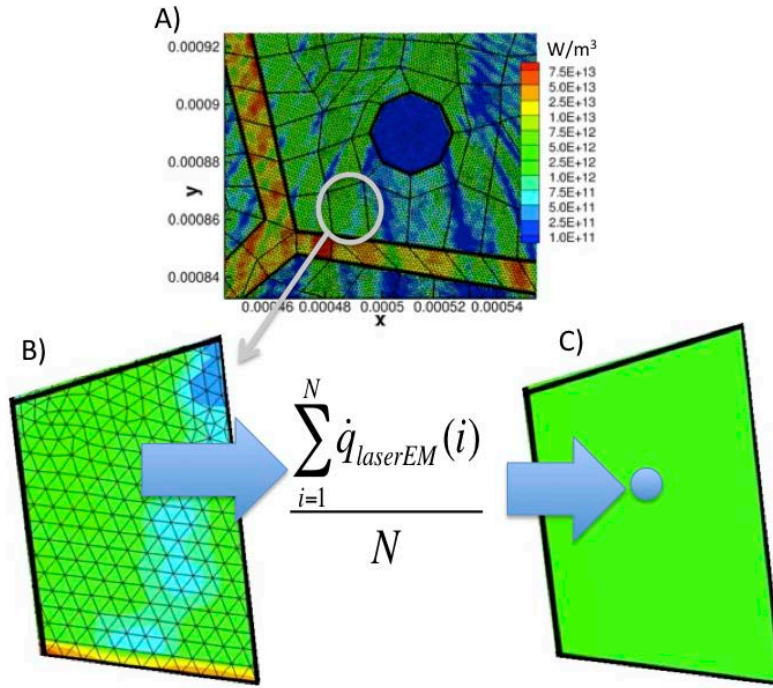 A)
W/m³
0.00092
0.0009
0.00088
0.00086
0.00084
y
7.5E+13
5.0E+13
2.5E+13
1.0E+13
7.5E+12
5.0E+12
2.5E+12
1.0E+12
7.5E+11
5.0E+11
2.5E+11
1.0E+11
0.00046 0.00048 0.0005 0.00052 0.00054
x
B)
C)
N
∑ q̇laserEM(i)
i=1
N